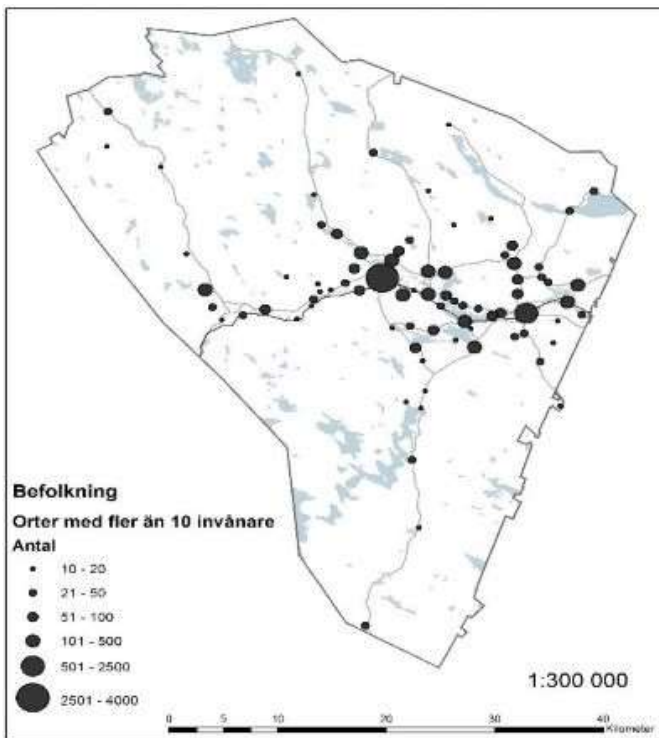 Befolkning
Orter med fler än 10 invånare
Antal
10 - 20
21 - 50
51 - 100
101 - 500
501 - 2500
2501 - 4000
1:300 000
0 5 10 20 30 40
Kilometer